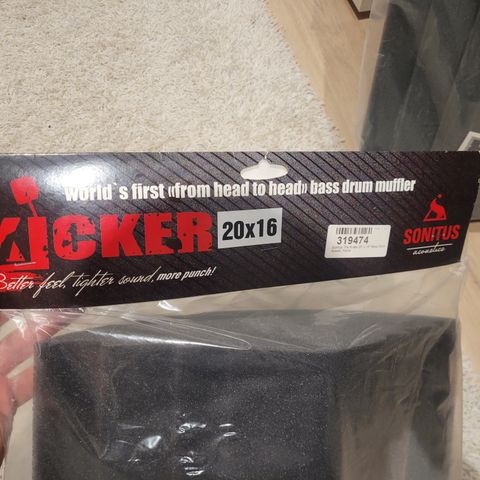 World`s first «from head to head» bass drum muffler
KICKER 20x16
319474
SONITUS
acoustics
Better feel, tighter sound, more punch!